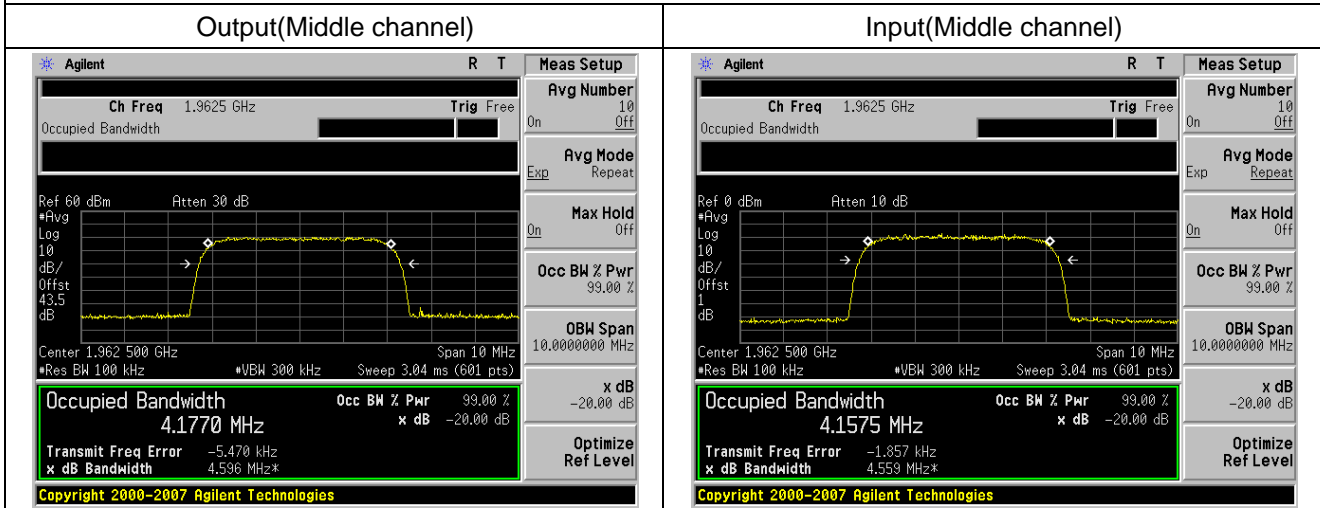 Output(Middle channel)
Agilent R T
Ch Freq 1.9625 GHz Trig Free
Occupied Bandwidth
Ref 60 dBm Atten 30 dB
#Avg
Log
10
dB/
Offst
43.5
dB
Center 1.962 500 GHz Span 10 MHz
#Res BW 100 kHz #VBW 300 kHz Sweep 3.04 ms (601 pts)
Occupied Bandwidth Occ BW % Pwr 99.00 %
4.1770 MHz x dB -20.00 dB
Transmit Freq Error -5.470 kHz
x dB Bandwidth 4.596 MHz*
Copyright 2000-2007 Agilent Technologies
Meas Setup
Avg Number
10
On Off
Avg Mode
Exp Repeat
Max Hold
On Off
Occ BW % Pwr
99.00 %
OBW Span
10.0000000 MHz
x dB
-20.00 dB
Optimize
Ref Level
Input(Middle channel)
Agilent R T
Ch Freq 1.9625 GHz Trig Free
Occupied Bandwidth
Ref 0 dBm Atten 10 dB
#Avg
Log
10
dB/
Offst
1
dB
Center 1.962 500 GHz Span 10 MHz
#Res BW 100 kHz #VBW 300 kHz Sweep 3.04 ms (601 pts)
Occupied Bandwidth Occ BW % Pwr 99.00 %
4.1575 MHz x dB -20.00 dB
Transmit Freq Error -1.857 kHz
x dB Bandwidth 4.559 MHz*
Copyright 2000-2007 Agilent Technologies
Meas Setup
Avg Number
10
On Off
Avg Mode
Exp Repeat
Max Hold
On Off
Occ BW % Pwr
99.00 %
OBW Span
10.0000000 MHz
x dB
-20.00 dB
Optimize
Ref Level